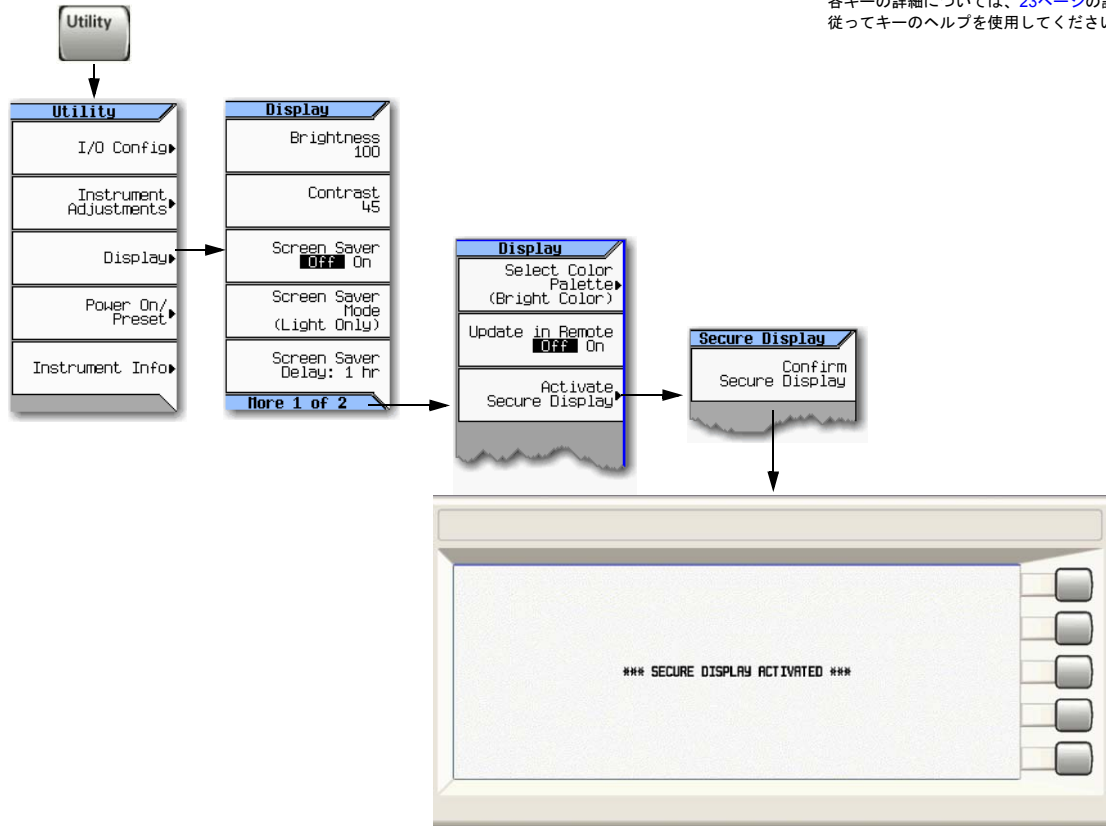 各キーの詳細については、23ページの
従ってキーのヘルプを使用してくださ
Utility
Utility
I/O Config
Instrument
Adjustments
Display
Power On/
Preset
Instrument Info
Display
Brightness
100
Contrast
45
Screen Saver
Off On
Screen Saver
Mode
(Light Only)
Screen Saver
Delay: 1 hr
More 1 of 2
Display
Select Color
Palette
(Bright Color)
Update in Remote
Off On
Activate
Secure Display
Secure Display
Confirm
Secure Display
*** SECURE DISPLAY ACTIVATED ***